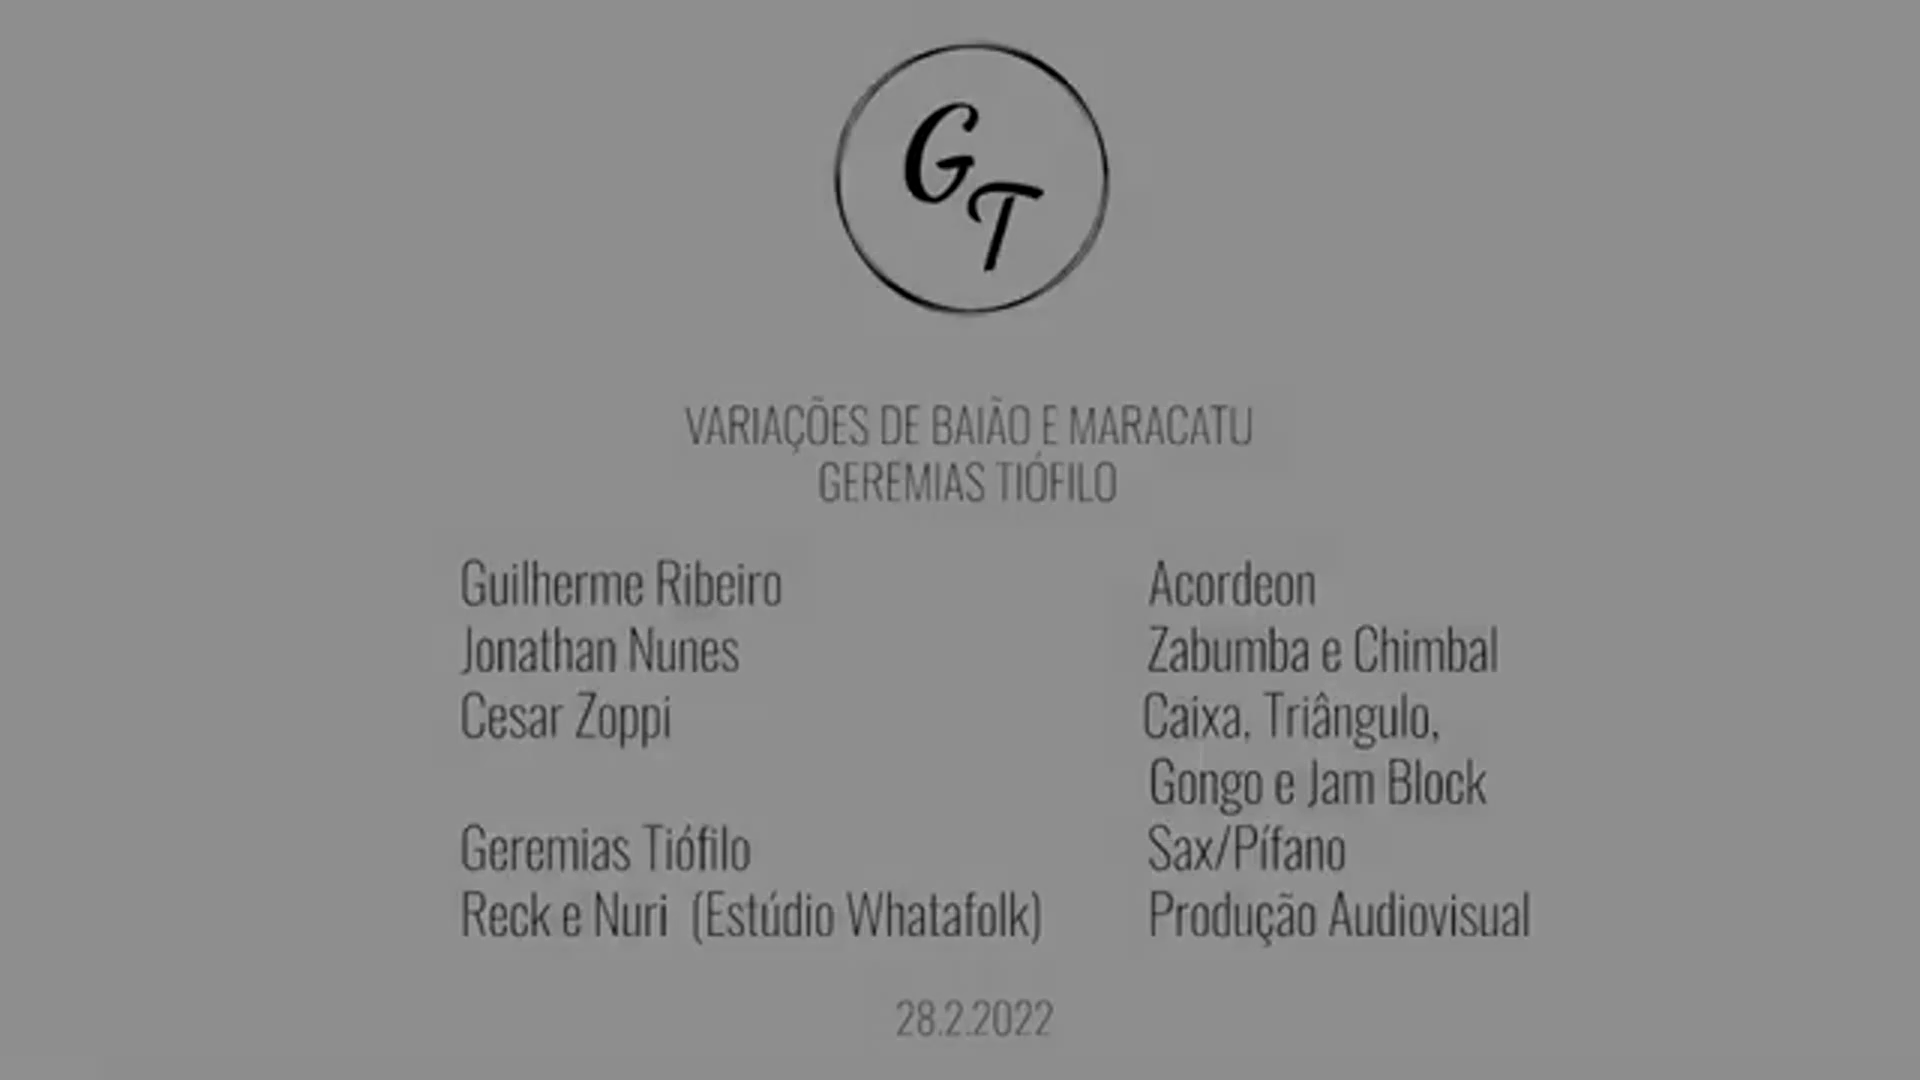 G
T
VARIAÇÕES DE BAIÃO E MARACATU
GEREMIAS TIÓFILO
Guilherme Ribeiro Acordeon
Jonathan Nunes Zabumba e Chimbal
Cesar Zoppi Caixa, Triângulo,
Gongo e Jam Block
Geremias Tiófilo Sax/Pífano
Reck e Nuri (Estúdio Whatafolk) Produção Audiovisual
28.2.2022